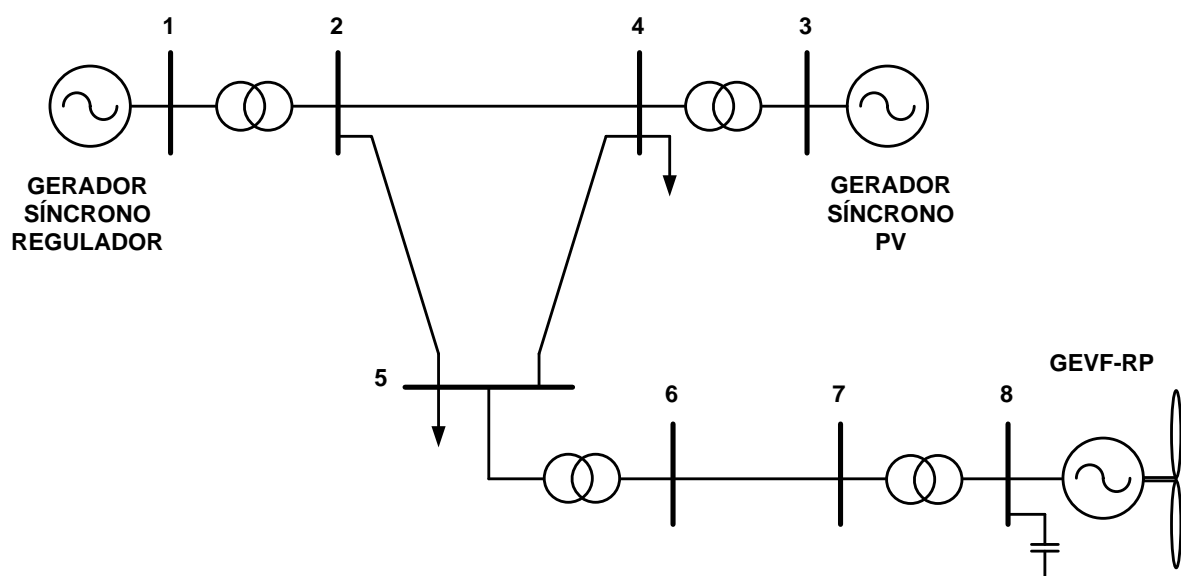 1
2
4
3
GERADOR
SÍNCRONO
REGULADOR
GERADOR
SÍNCRONO
PV
5
6
7
8
GEVF-RP